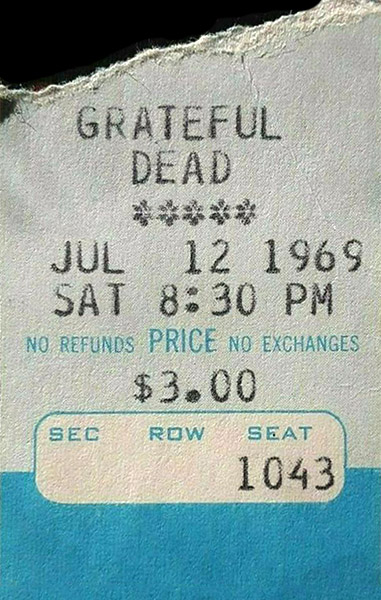 GRATEFUL
DEAD
*****
JUL 12 1969
SAT 8:30 PM
NO REFUNDS PRICE NO EXCHANGES
$3.00
SEC ROW SEAT
1043